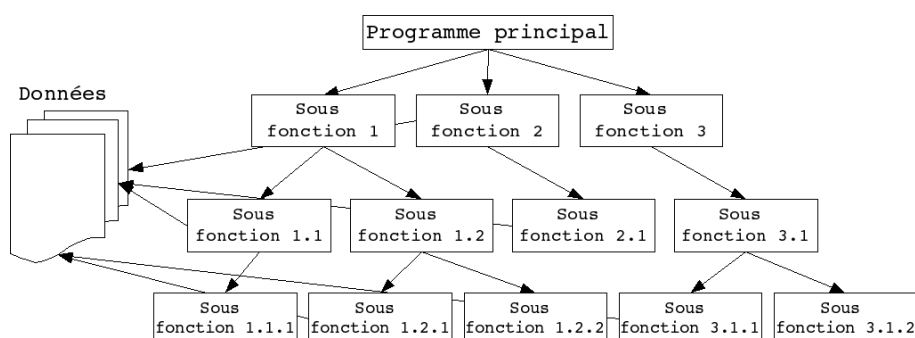 Programme principal
Données
Sous
fonction 1
Sous
fonction 2
Sous
fonction 3
Sous
fonction 1.1
Sous
fonction 1.2
Sous
fonction 2.1
Sous
fonction 3.1
Sous
fonction 1.1.1
Sous
fonction 1.2.1
Sous
fonction 1.2.2
Sous
fonction 3.1.1
Sous
fonction 3.1.2